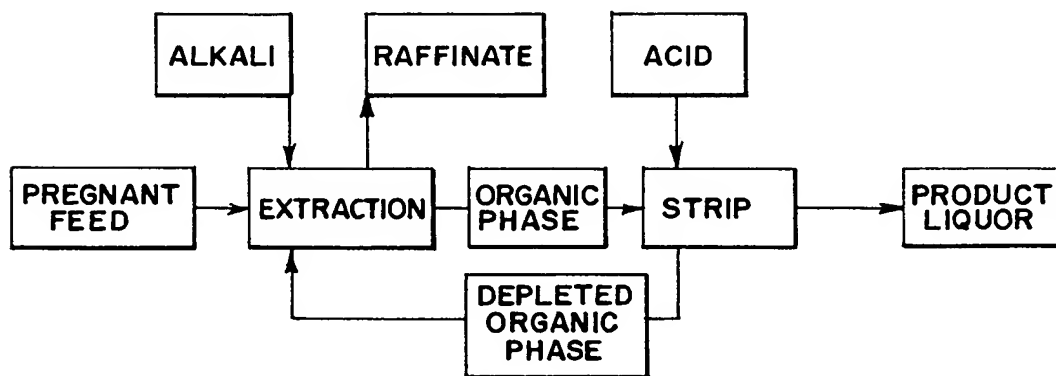 ALKALI
RAFFINATE
ACID
PREGNANT
FEED
EXTRACTION
ORGANIC
PHASE
STRIP
PRODUCT
LIQUOR
DEPLETED
ORGANIC
PHASE